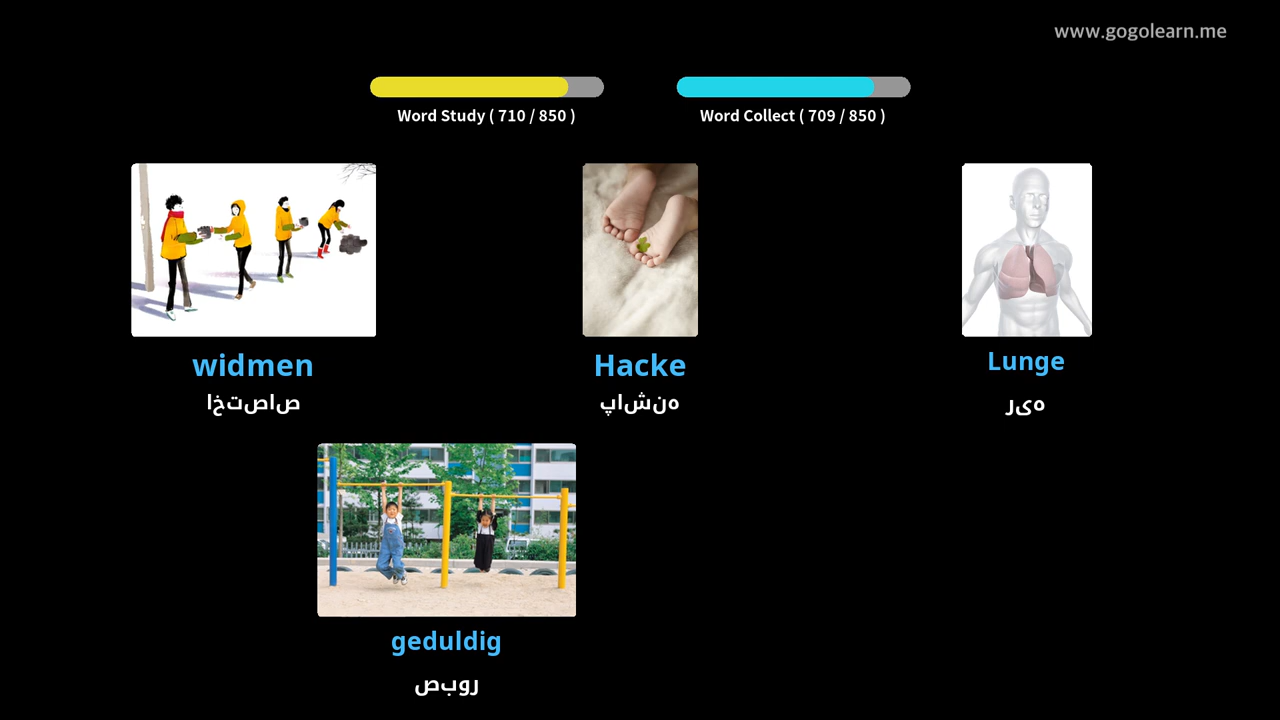 www.gogolearn.me
Word Study ( 710 / 850 )
Word Collect ( 709 / 850 )
widmen
اختصاص
Hacke
پاشنه
Lunge
ریه
geduldig
صبور